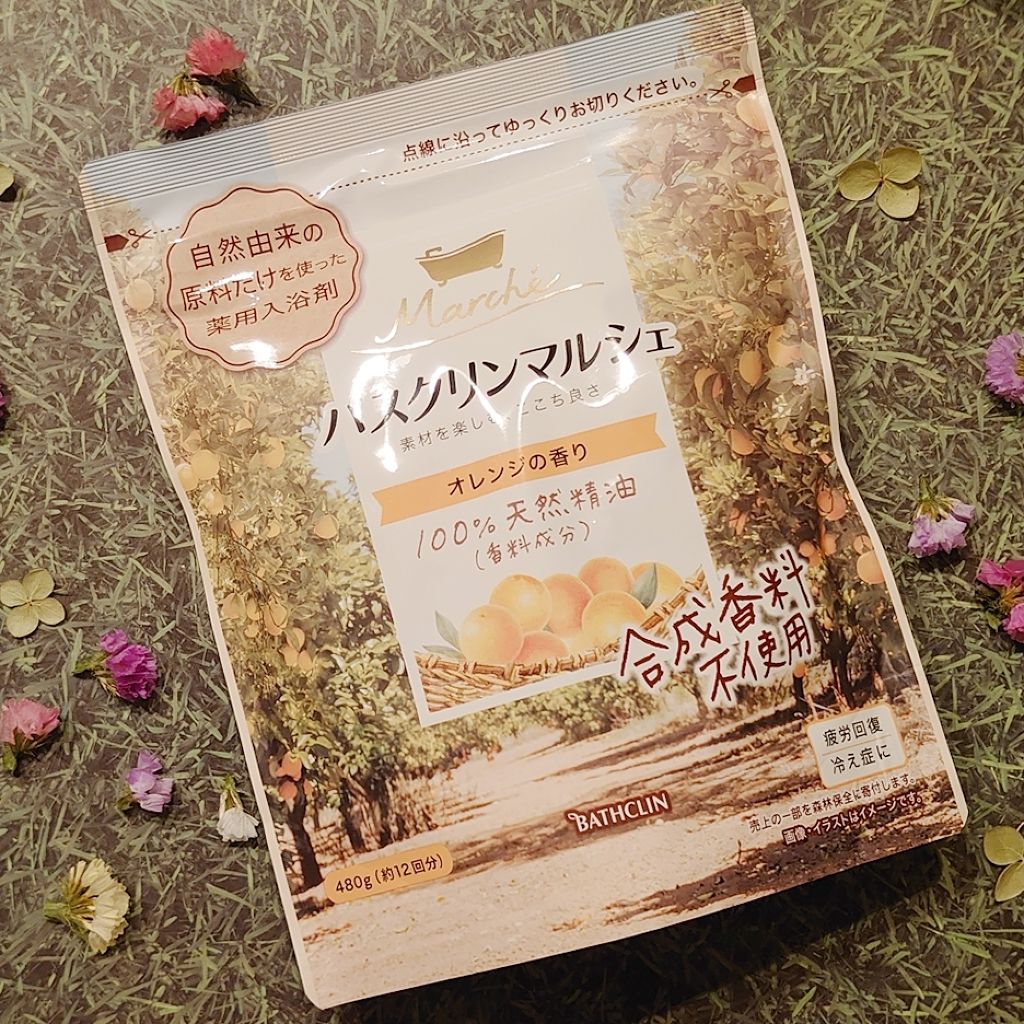 点線に沿ってゆっくりお切りください。
自然由来の
原料だけを使った
薬用入浴剤
Marché
バスクリンマルシェ
素材を楽しむ、ここち良さ
オレンジの香り
100%天然精油
(香料成分)
合成香料
不使用
疲労回復
冷え症に
売上の一部を森林保全に寄付します。
画像・イラストはイメージです。
BATHCLIN
480g(約12回分)